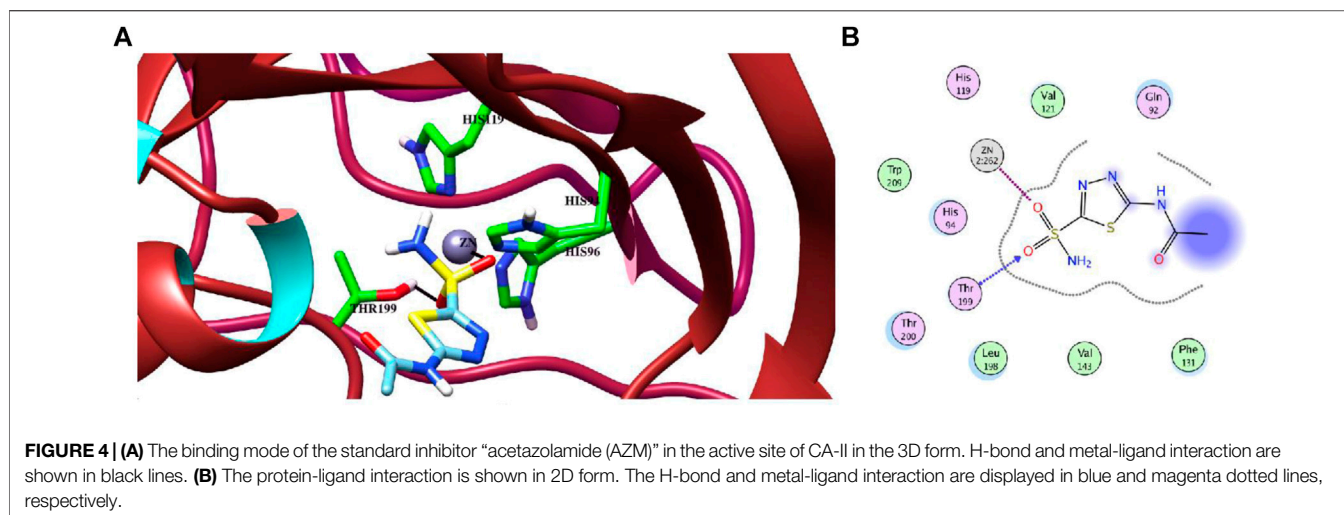 A
HIS119
HIS94
ZN
HIS96
THR199
B
His
119
Val
121
Gln
92
ZN
2:262
Trp
209
His
94
Thr
199
Thr
200
Leu
198
Val
143
Phe
131
N
N
H
N
O
S
S
O
NH2
O
FIGURE 4 | (A) The binding mode of the standard inhibitor “acetazolamide (AZM)” in the active site of CA-II in the 3D form. H-bond and metal-ligand interaction are
shown in black lines. (B) The protein-ligand interaction is shown in 2D form. The H-bond and metal-ligand interaction are displayed in blue and magenta dotted lines,
respectively.